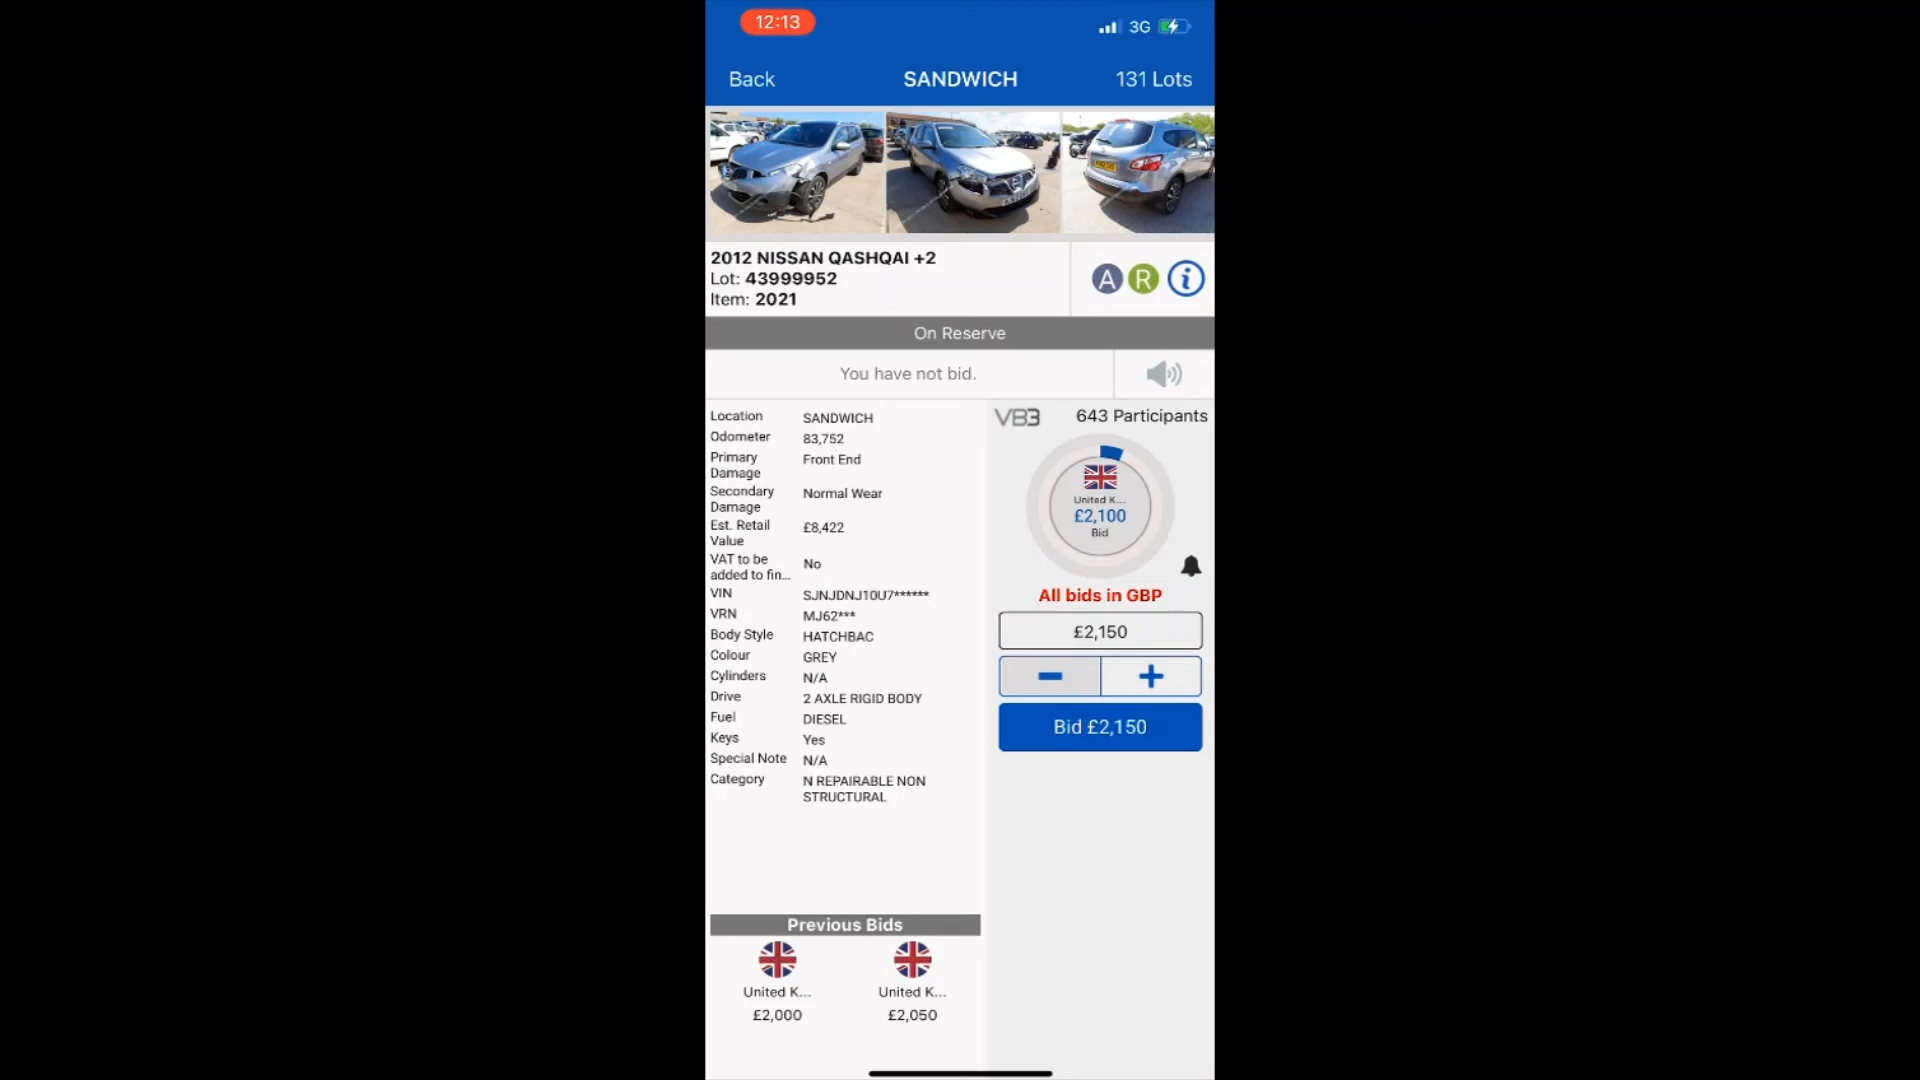 12:13
3G
Back
SANDWICH
131 Lots
2012 NISSAN QASHQAI +2
Lot: 43999952
Item: 2021
A R i
On Reserve
You have not bid.
Location SANDWICH
Odometer 83,752
Primary Damage Front End
Secondary Damage Normal Wear
Est. Retail Value £8,422
VAT to be added to fin... No
VIN SJNJDNJ10U7******
VRN MJ62***
Body Style HATCHBAC
Colour GREY
Cylinders N/A
Drive 2 AXLE RIGID BODY
Fuel DIESEL
Keys Yes
Special Note N/A
Category N REPAIRABLE NON
STRUCTURAL
VB3 643 Participants
United K...
£2,100
Bid
All bids in GBP
£2,150
Bid £2,150
Previous Bids
United K... United K...
£2,000 £2,050